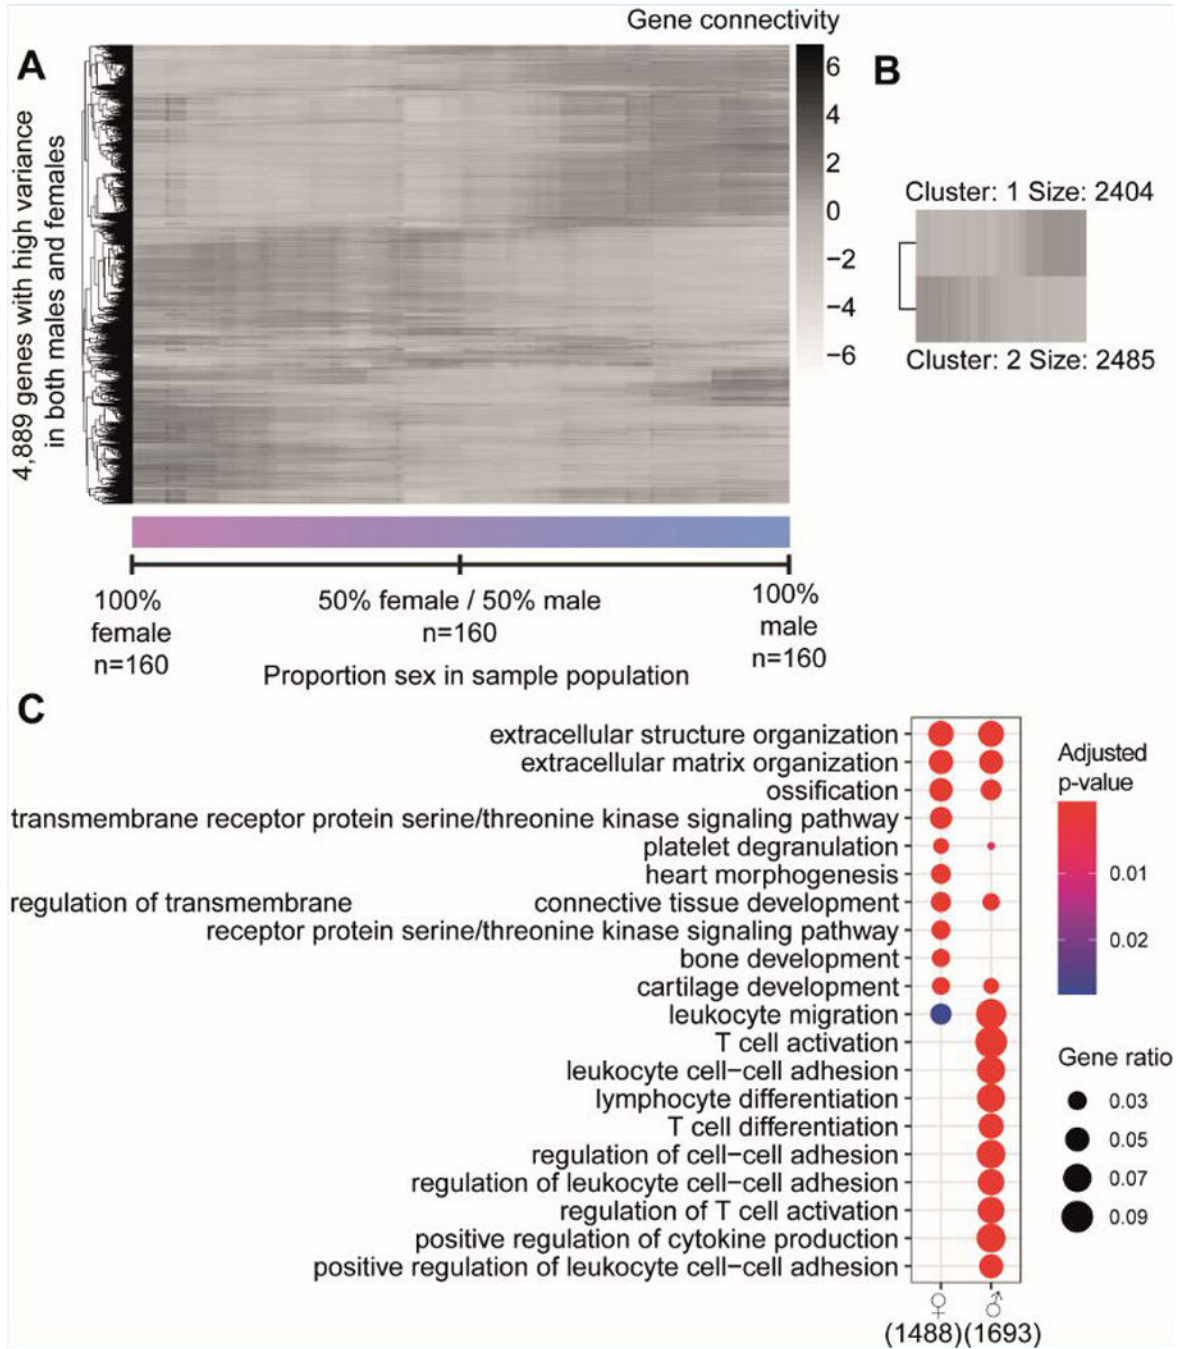 Gene connectivity
A
4,889 genes with high variance
in both males and females
6
4
2
0
−2
−4
−6
B
Cluster: 1 Size: 2404
Cluster: 2 Size: 2485
100%
female
n=160
50% female / 50% male
n=160
100%
male
n=160
Proportion sex in sample population
C
extracellular structure organization
extracellular matrix organization
ossification
transmembrane receptor protein serine/threonine kinase signaling pathway
platelet degranulation
heart morphogenesis
regulation of transmembrane connective tissue development
receptor protein serine/threonine kinase signaling pathway
bone development
cartilage development
leukocyte migration
T cell activation
leukocyte cell−cell adhesion
lymphocyte differentiation
T cell differentiation
regulation of cell−cell adhesion
regulation of leukocyte cell−cell adhesion
regulation of T cell activation
positive regulation of cytokine production
positive regulation of leukocyte cell−cell adhesion
♀ ♂
(1488) (1693)
Adjusted
p-value
0.01
0.02
Gene ratio
0.03
0.05
0.07
0.09